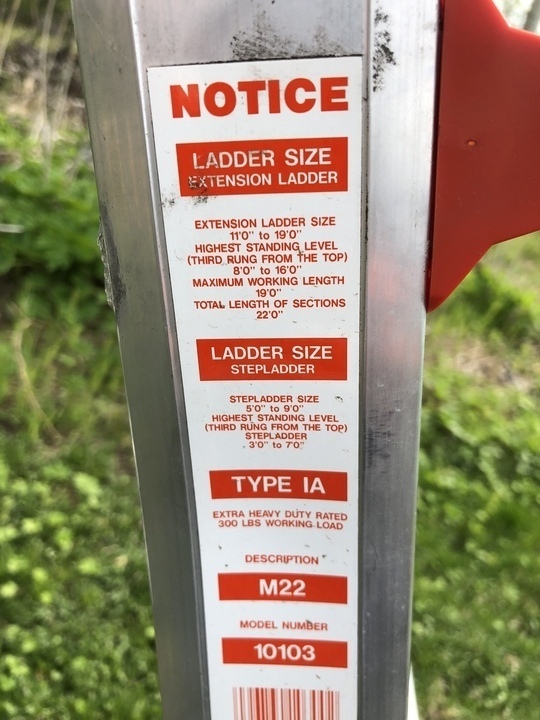 NOTICE
LADDER SIZE
EXTENSION LADDER
EXTENSION LADDER SIZE
11'0" to 19'0"
HIGHEST STANDING LEVEL
(THIRD RUNG FROM THE TOP)
8'0" to 16'0"
MAXIMUM WORKING LENGTH
19'0"
TOTAL LENGTH OF SECTIONS
22'0"
LADDER SIZE
STEPLADDER
STEPLADDER SIZE
5'0" to 9'0"
HIGHEST STANDING LEVEL
(THIRD RUNG FROM THE TOP)
STEPLADDER
3'0" to 7'0"
TYPE IA
EXTRA HEAVY DUTY RATED
300 LBS WORKING LOAD
DESCRIPTION
M22
MODEL NUMBER
10103